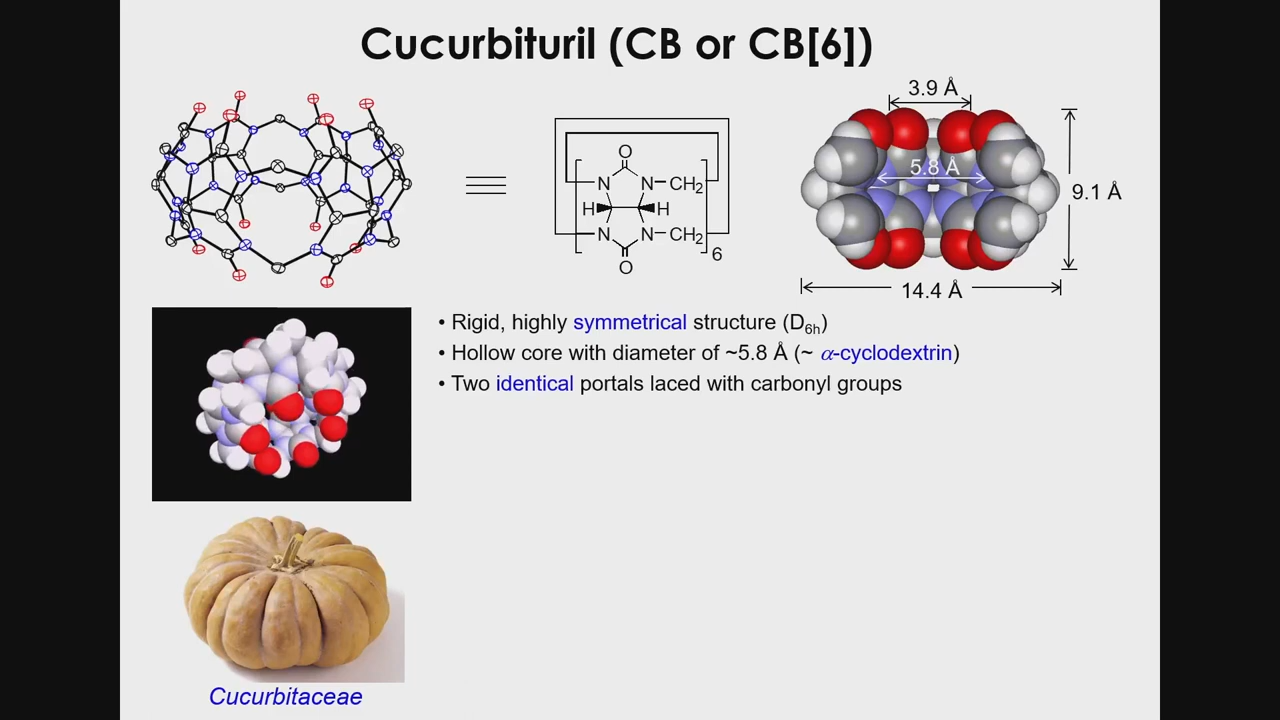 Cucurbituril (CB or CB[6])
3.9 Å
5.8 Å
9.1 Å
14.4 Å
O
N N CH2
H H
N N CH2
6
O
• Rigid, highly symmetrical structure (D6h)
• Hollow core with diameter of ~5.8 Å (~ α-cyclodextrin)
• Two identical portals laced with carbonyl groups
Cucurbitaceae